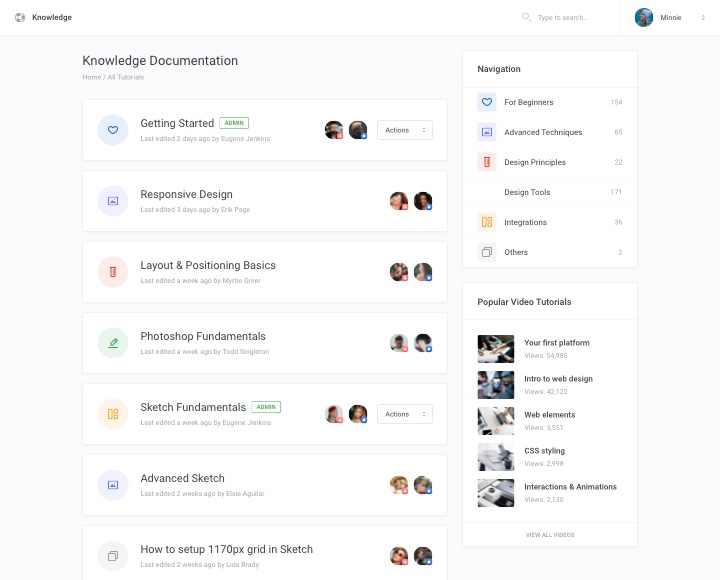 Knowledge
Type to search...
Minnie
Knowledge Documentation
Home / All Tutorials
Getting Started ADMIN
Last edited 2 days ago by Eugene Jenkins
Actions
Responsive Design
Last edited 3 days ago by Erik Page
Layout & Positioning Basics
Last edited a week ago by Myrtie Greer
Photoshop Fundamentals
Last edited a week ago by Todd Singleton
Sketch Fundamentals ADMIN
Last edited a week ago by Eugene Jenkins
Actions
Advanced Sketch
Last edited 2 weeks ago by Elsie Aguilar
How to setup 1170px grid in Sketch
Last edited 2 weeks ago by Lida Brady
Navigation
For Beginners 154
Advanced Techniques 85
Design Principles 22
Design Tools 171
Integrations 36
Others 2
Popular Video Tutorials
Your first platform
Views: 54,985
Intro to web design
Views: 42,122
Web elements
Views: 3,551
CSS styling
Views: 2,998
Interactions & Animations
Views: 2,130
VIEW ALL VIDEOS